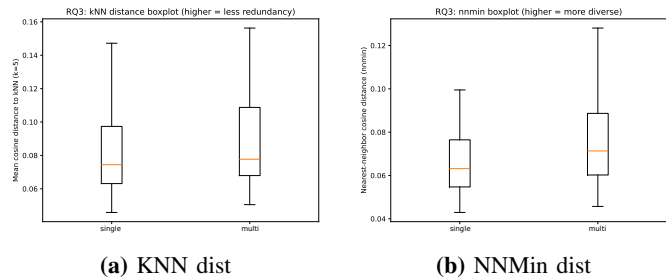 RQ3: kNN distance boxplot (higher = less redundancy)
Mean cosine distance to kNN (k=5)
0.14
0.12
0.10
0.08
0.06
single
multi
(a) KNN dist
RQ3: nnmin boxplot (higher = more diverse)
Nearest-neighbor cosine distance (nnmin)
0.12
0.10
0.08
0.06
0.04
single
multi
(b) NNMin dist